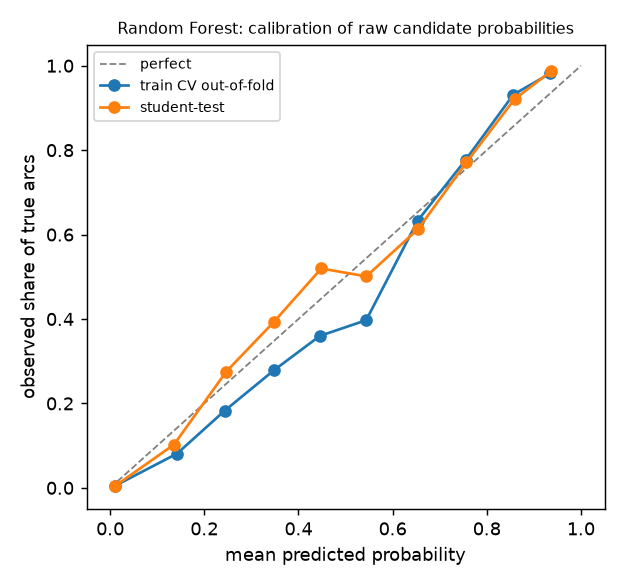 Random Forest: calibration of raw candidate probabilities
perfect
train CV out-of-fold
student-test
observed share of true arcs
1.0
0.8
0.6
0.4
0.2
0.0
0.0 0.2 0.4 0.6 0.8 1.0
mean predicted probability